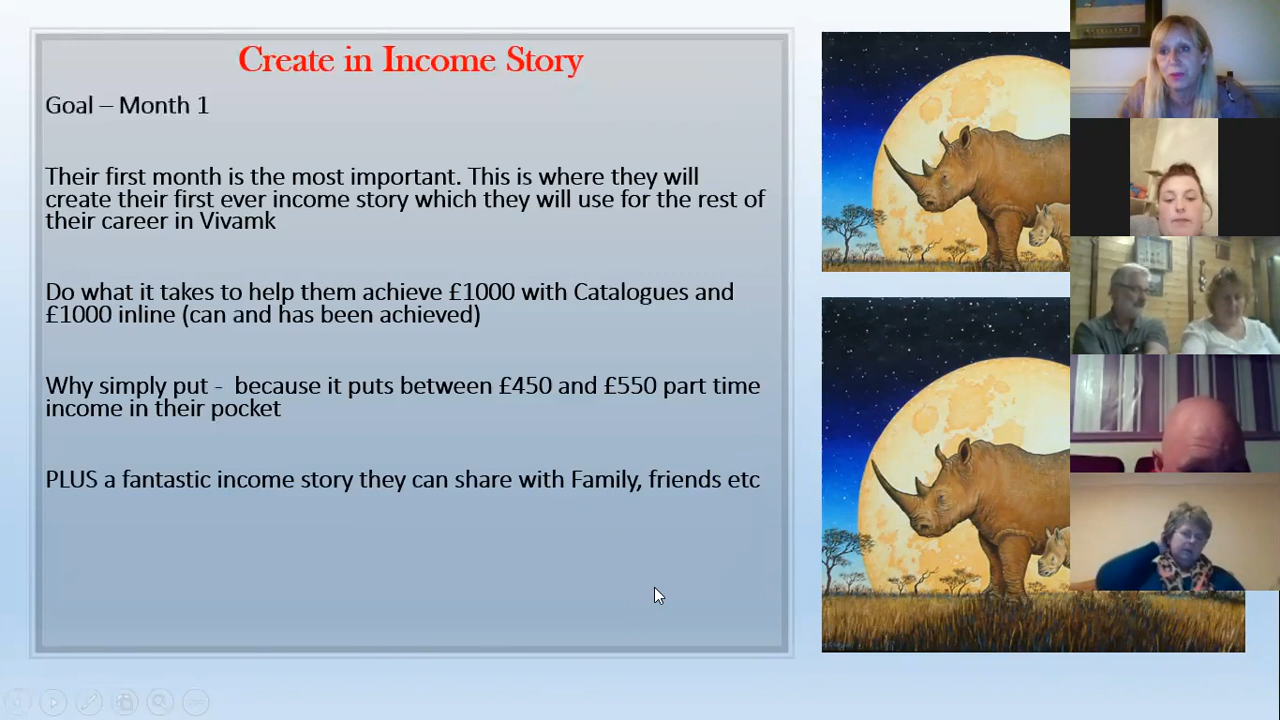 Create in Income Story
Goal – Month 1
Their first month is the most important. This is where they will
create their first ever income story which they will use for the rest of
their career in Vivamk
Do what it takes to help them achieve £1000 with Catalogues and
£1000 inline (can and has been achieved)
Why simply put -  because it puts between £450 and £550 part time
income in their pocket
PLUS a fantastic income story they can share with Family, friends etc